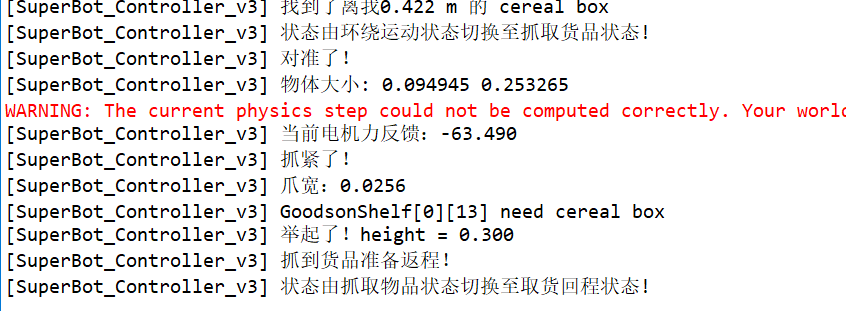 [SuperBot_Controller_v3] 找到了离我0.422 m 的 cereal box
[SuperBot_Controller_v3] 状态由环绕运动状态切换至抓取货品状态!
[SuperBot_Controller_v3] 对准了!
[SuperBot_Controller_v3] 物体大小: 0.094945 0.253265
WARNING: The current physics step could not be computed correctly. Your worl
[SuperBot_Controller_v3] 当前电机力反馈: -63.490
[SuperBot_Controller_v3] 抓紧了!
[SuperBot_Controller_v3] 爪宽: 0.0256
[SuperBot_Controller_v3] GoodsonShelf[0][13] need cereal box
[SuperBot_Controller_v3] 举起了! height = 0.300
[SuperBot_Controller_v3] 抓到货品准备返程!
[SuperBot_Controller_v3] 状态由抓取物品状态切换至取货回程状态!